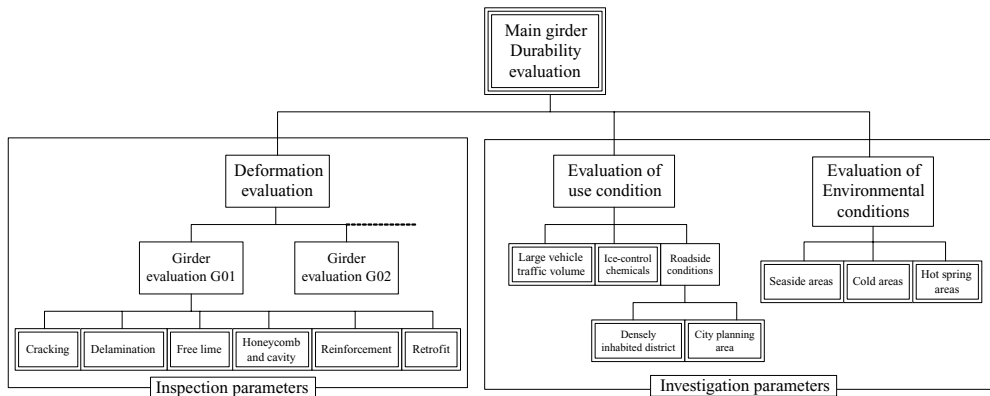 Main girder
Durability
evaluation
Deformation
evaluation
Girder
evaluation G01
Girder
evaluation G02
Cracking
Delamination
Free lime
Honeycomb
and cavity
Reinforcement
Retrofit
Inspection parameters
Evaluation of
use condition
Large vehicle
traffic volume
Ice-control
chemicals
Roadside
conditions
Densely
inhabited district
City planning
area
Evaluation of
Environmental
conditions
Seaside areas
Cold areas
Hot spring
areas
Investigation parameters